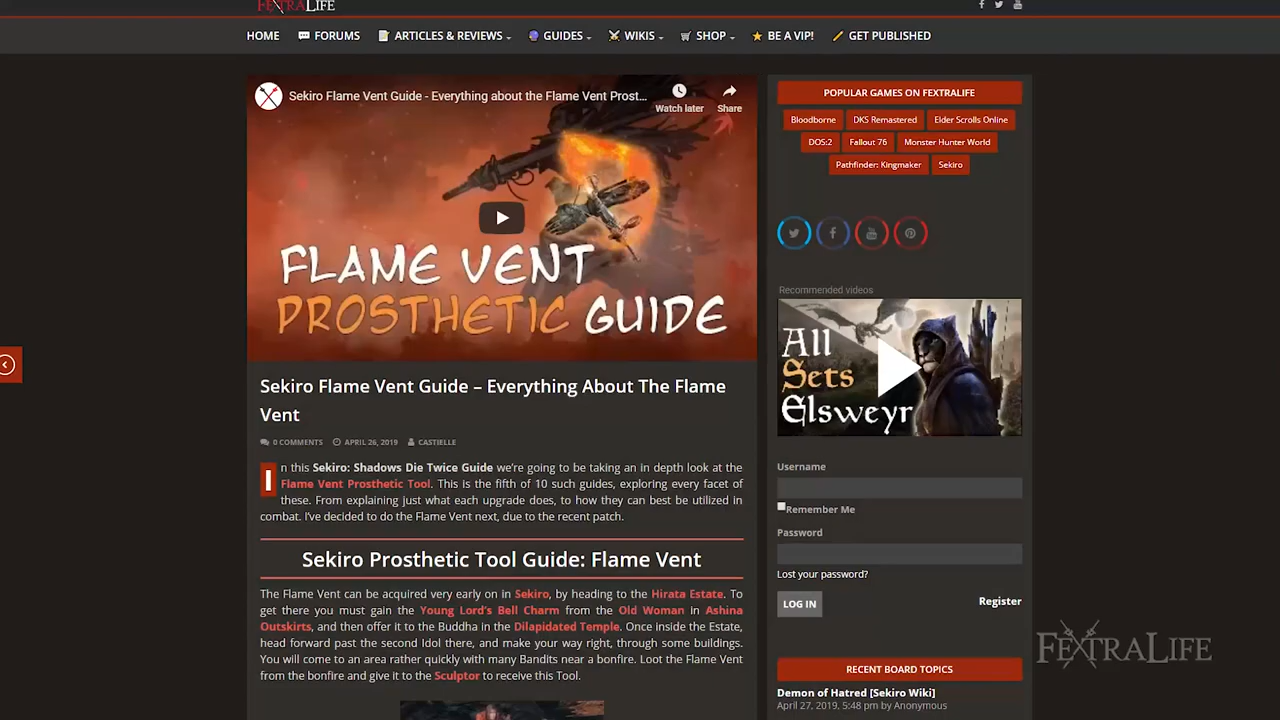 FEXTRALIFE
HOME FORUMS ARTICLES & REVIEWS GUIDES WIKIS SHOP BE A VIP! GET PUBLISHED
Sekiro Flame Vent Guide - Everything about the Flame Vent Prost...
Watch later
Share
FLAME VENT
PROSTHETIC GUIDE
Sekiro Flame Vent Guide – Everything About The Flame
Vent
0 COMMENTS APRIL 26, 2019 CASTIELLE
In this Sekiro: Shadows Die Twice Guide we're going to be taking an in depth look at the
Flame Vent Prosthetic Tool. This is the fifth of 10 such guides, exploring every facet of
these. From explaining just what each upgrade does, to how they can best be utilized in
combat. I've decided to do the Flame Vent next, due to the recent patch.
Sekiro Prosthetic Tool Guide: Flame Vent
The Flame Vent can be acquired very early on in Sekiro, by heading to the Hirata Estate. To
get there you must gain the Young Lord's Bell Charm from the Old Woman in Ashina
Outskirts, and then offer it to the Buddha in the Dilapidated Temple. Once inside the Estate,
head forward past the second Idol there, and make your way right, through some buildings.
You will come to an area rather quickly with many Bandits near a bonfire. Loot the Flame Vent
from the bonfire and give it to the Sculptor to receive this Tool.
POPULAR GAMES ON FEXTRALIFE
Bloodborne DKS Remastered Elder Scrolls Online
DOS:2 Fallout 76 Monster Hunter World
Pathfinder: Kingmaker Sekiro
Recommended videos
All
Sets
Elsweyr
Username
Remember Me
Password
Lost your password?
LOG IN
Register
RECENT BOARD TOPICS
Demon of Hatred [Sekiro Wiki]
April 27, 2019, 5:48 pm by Anonymous
FEXTRALIFE